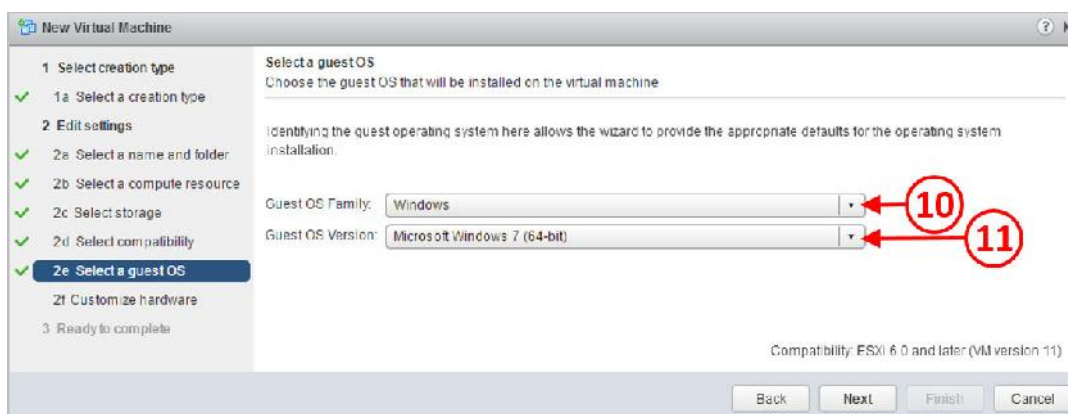 New Virtual Machine
?
1 Select creation type
1a Select a creation type
2 Edit settings
2a Select a name and folder
2b Select a compute resource
2c Select storage
2d Select compatibility
2e Select a guest OS
2f Customize hardware
3 Ready to complete
Select a guest OS
Choose the guest OS that will be installed on the virtual machine
Identifying the guest operating system here allows the wizard to provide the appropriate defaults for the operating system
installation.
Guest OS Family: Windows
10
Guest OS Version: Microsoft Windows 7 (64-bit)
11
Compatibility: ESXi 6.0 and later (VM version 11)
Back Next Finish Cancel